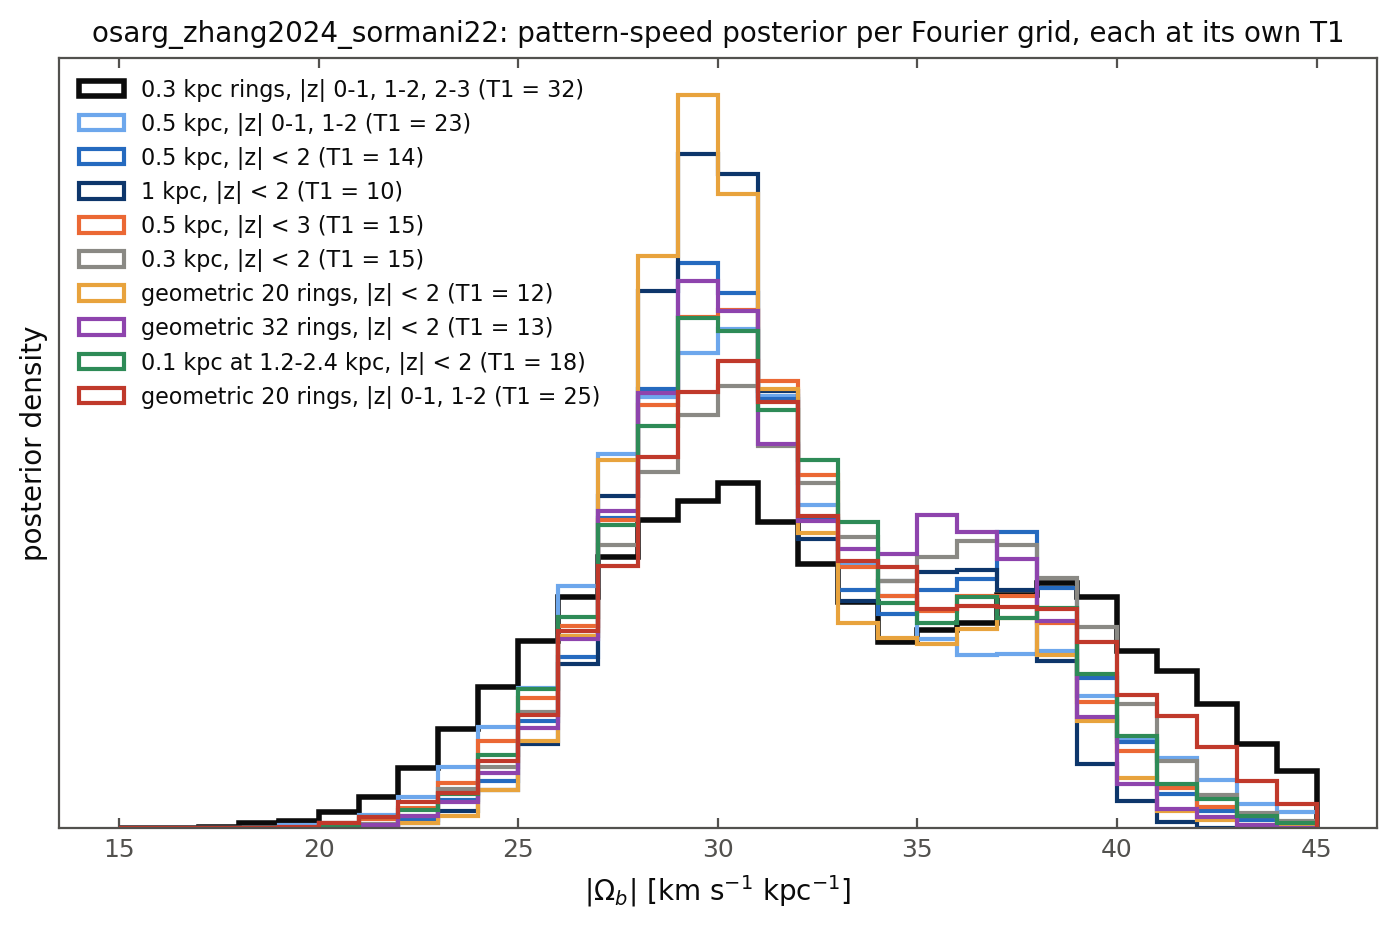 osarg_zhang2024_sormani22: pattern-speed posterior per Fourier grid, each at its own T1
0.3 kpc rings, |z| 0-1, 1-2, 2-3 (T1 = 32)
0.5 kpc, |z| 0-1, 1-2 (T1 = 23)
0.5 kpc, |z| < 2 (T1 = 14)
1 kpc, |z| < 2 (T1 = 10)
0.5 kpc, |z| < 3 (T1 = 15)
0.3 kpc, |z| < 2 (T1 = 15)
geometric 20 rings, |z| < 2 (T1 = 12)
geometric 32 rings, |z| < 2 (T1 = 13)
0.1 kpc at 1.2-2.4 kpc, |z| < 2 (T1 = 18)
geometric 20 rings, |z| 0-1, 1-2 (T1 = 25)
posterior density
15 20 25 30 35 40 45
|Ω_b| [km s⁻¹ kpc⁻¹]